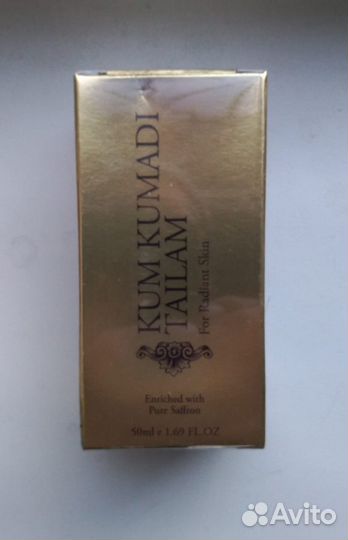 KUM KUMADI
TAILAM
For Radiant Skin
Enriched with
Pure Saffron
50ml e 1.69 FL.OZ
Avito